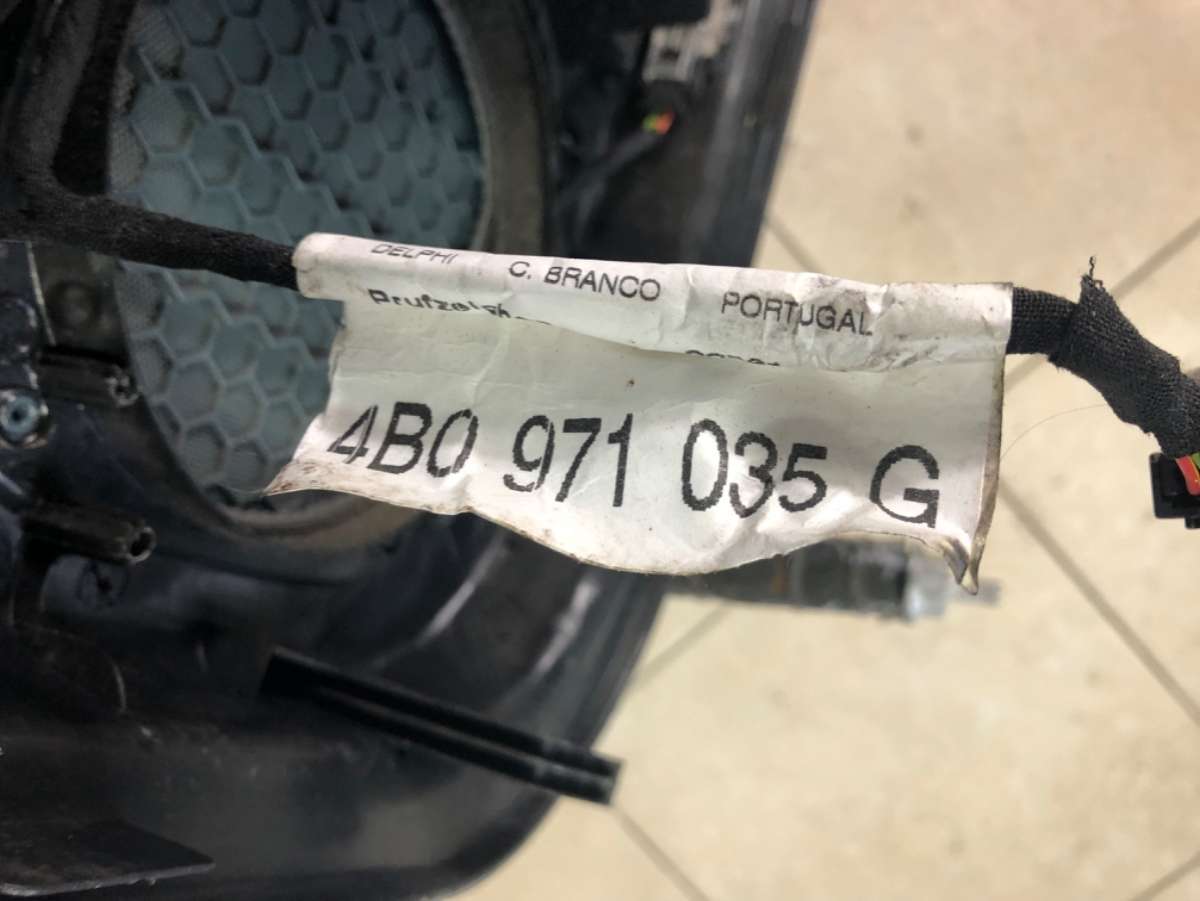 DELPHI C. BRANCO PORTUGAL
4B0 971 035 G